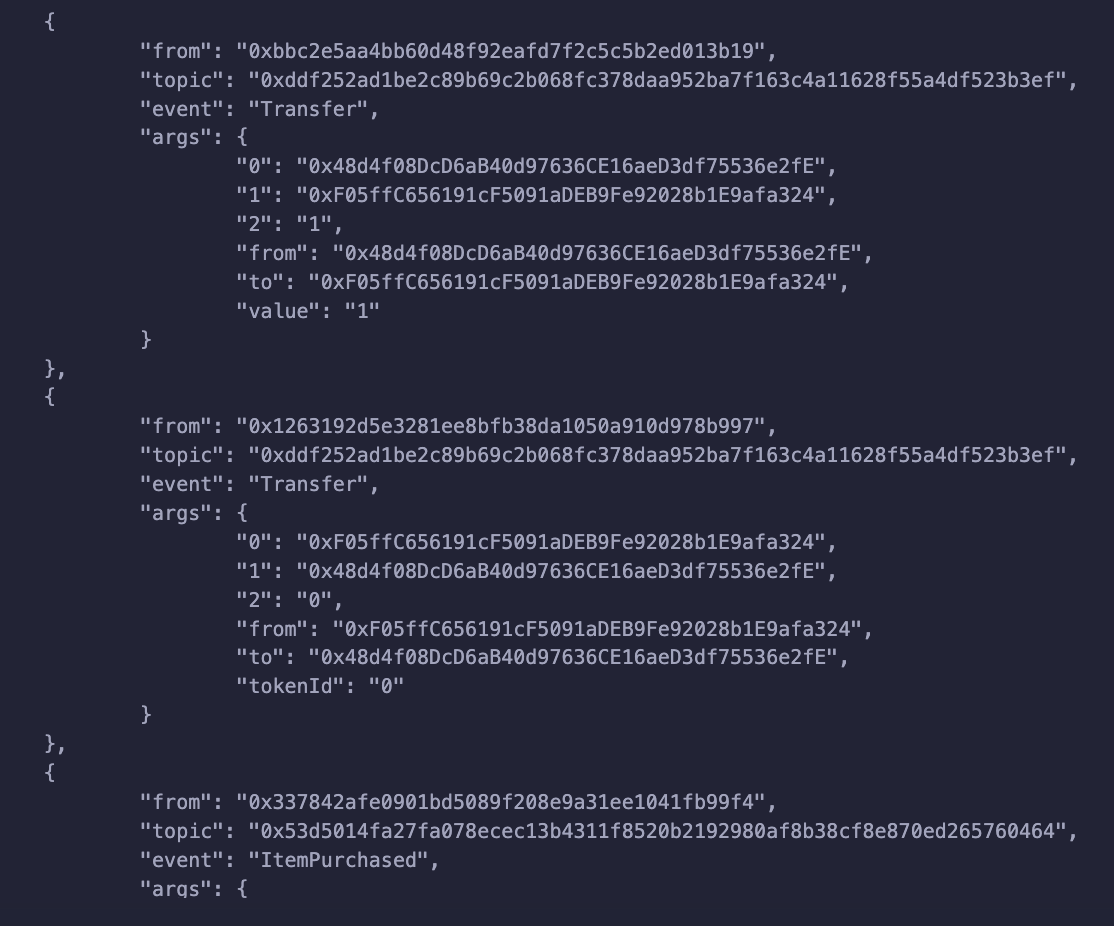 {
"from": "0xbbc2e5aa4bb60d48f92eafd7f2c5c5b2ed013b19",
"topic": "0xddf252ad1be2c89b69c2b068fc378daa952ba7f163c4a11628f55a4df523b3ef",
"event": "Transfer",
"args": {
"0": "0x48d4f08DcD6aB40d97636CE16aeD3df75536e2fE",
"1": "0xF05ffC656191cF5091aDEB9Fe92028b1E9afa324",
"2": "1",
"from": "0x48d4f08DcD6aB40d97636CE16aeD3df75536e2fE",
"to": "0xF05ffC656191cF5091aDEB9Fe92028b1E9afa324",
"value": "1"
}
},
{
"from": "0x1263192d5e3281ee8bfb38da1050a910d978b997",
"topic": "0xddf252ad1be2c89b69c2b068fc378daa952ba7f163c4a11628f55a4df523b3ef",
"event": "Transfer",
"args": {
"0": "0xF05ffC656191cF5091aDEB9Fe92028b1E9afa324",
"1": "0x48d4f08DcD6aB40d97636CE16aeD3df75536e2fE",
"2": "0",
"from": "0xF05ffC656191cF5091aDEB9Fe92028b1E9afa324",
"to": "0x48d4f08DcD6aB40d97636CE16aeD3df75536e2fE",
"tokenId": "0"
}
},
{
"from": "0x337842afe0901bd5089f208e9a31ee1041fb99f4",
"topic": "0x53d5014fa27fa078ecec13b4311f8520b2192980af8b38cf8e870ed265760464",
"event": "ItemPurchased",
"args": {